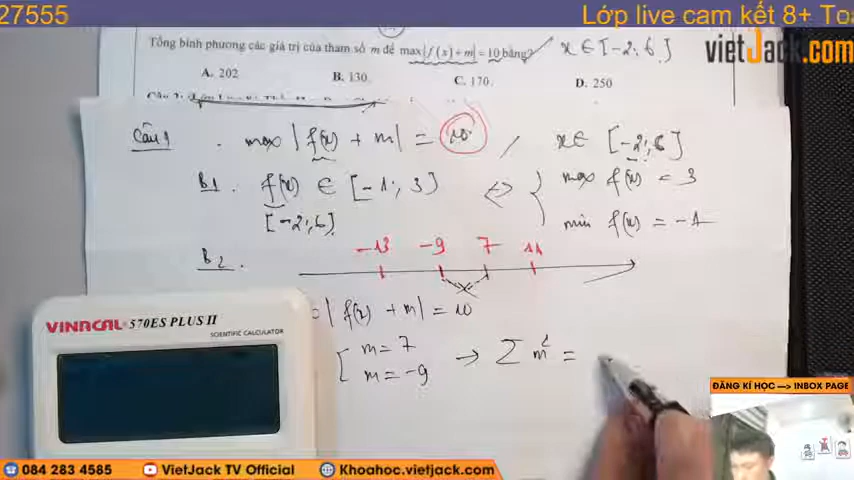 27555
Lớp live cam kết 8+ To
Tổng bình phương các giá trị của tham số m để max|f(x)+m| = 10 bằng?
x ∈ [-2; 6]
A. 202
B. 130.
C. 170.
D. 250
vietJack.com
Câu 1
max |f(x) + m| = 10
/ x ∈ [-2; 6]
B1. f(x) ∈ [-1; 3] ⇔ { max f(x) = 3
[-2; 6]
min f(x) = -1
-13 -9 7 11
B2.
|f(x) + m| = 10
VINACAL 570ES PLUS II
SCIENTIFIC CALCULATOR
[ m = 7
m = -9
→ Σ m² =
ĐĂNG KÍ HỌC —> INBOX PAGE
084 283 4585
VietJack TV Official
Khoahoc.vietjack.com